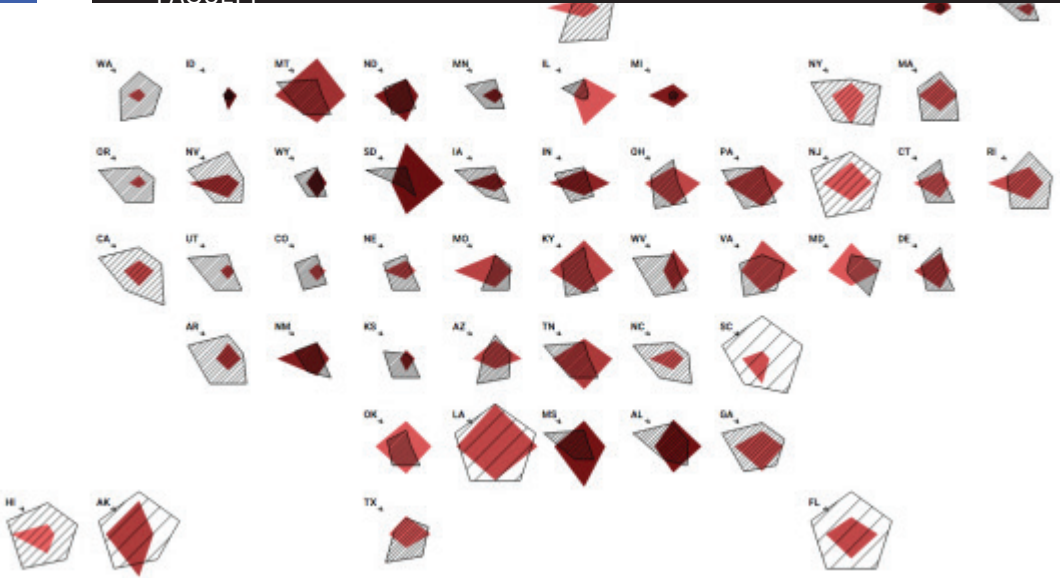 WA ID MT ND MN IL MI NY MA
OR NV WY SD IA IN OH PA NJ CT RI
CA UT CO NE MO KY WV VA MD DE
AR NM KS AZ TN NC SC
OK LA MS AL GA
HI AK TX FL